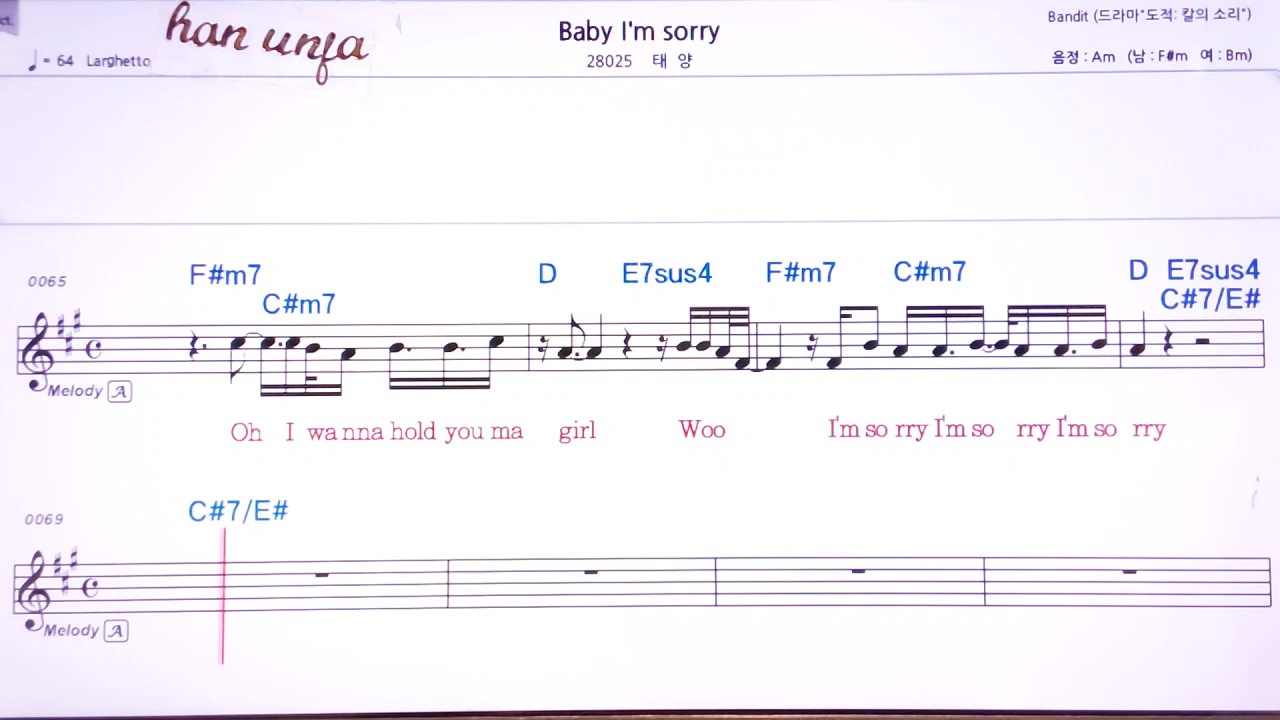 han unja
Baby I'm sorry
Bandit (드라마"도적: 칼의 소리")
♩= 64 Larghetto
28025 태 양
음정 : Am (남 : F#m 여 : Bm)
0065
F#m7 D E7sus4 F#m7 C#m7 D E7sus4
C#m7 C#7/E#
Melody A
Oh I wanna hold you ma girl Woo I'm so rry I'm so rry I'm so rry
0069
C#7/E#
Melody A